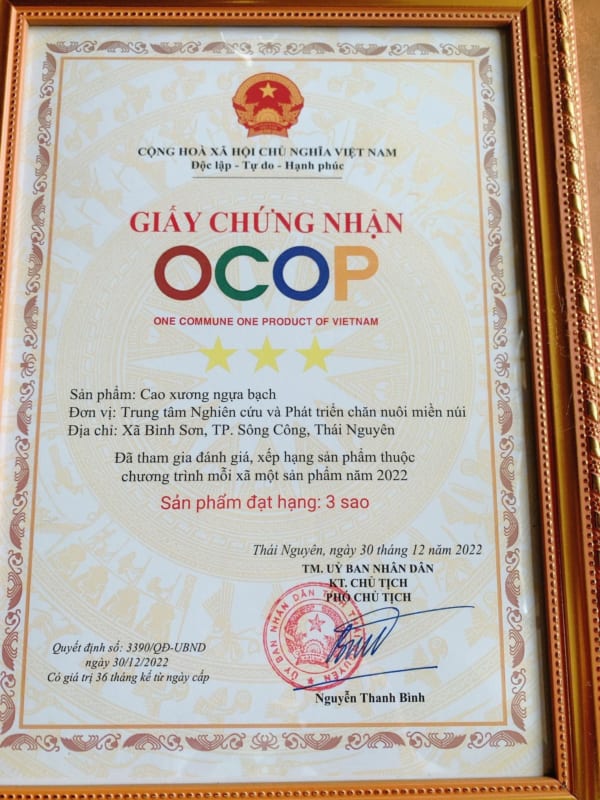 CỘNG HOÀ XÃ HỘI CHỦ NGHĨA VIỆT NAM
Độc lập - Tự do - Hạnh phúc
GIẤY CHỨNG NHẬN
OCOP
ONE COMMUNE ONE PRODUCT OF VIETNAM
Sản phẩm: Cao xương ngựa bạch
Đơn vị: Trung tâm Nghiên cứu và Phát triển chăn nuôi miền núi
Địa chỉ: Xã Bình Sơn, TP. Sông Công, Thái Nguyên
Đã tham gia đánh giá, xếp hạng sản phẩm thuộc
chương trình mỗi xã một sản phẩm năm 2022
Sản phẩm đạt hạng: 3 sao
Thái Nguyên, ngày 30 tháng 12 năm 2022
TM. UỶ BAN NHÂN DÂN
KT. CHỦ TỊCH
PHÓ CHỦ TỊCH
Quyết định số: 3390/QĐ-UBND
ngày 30/12/2022
Có giá trị 36 tháng kể từ ngày cấp
Nguyễn Thanh Bình